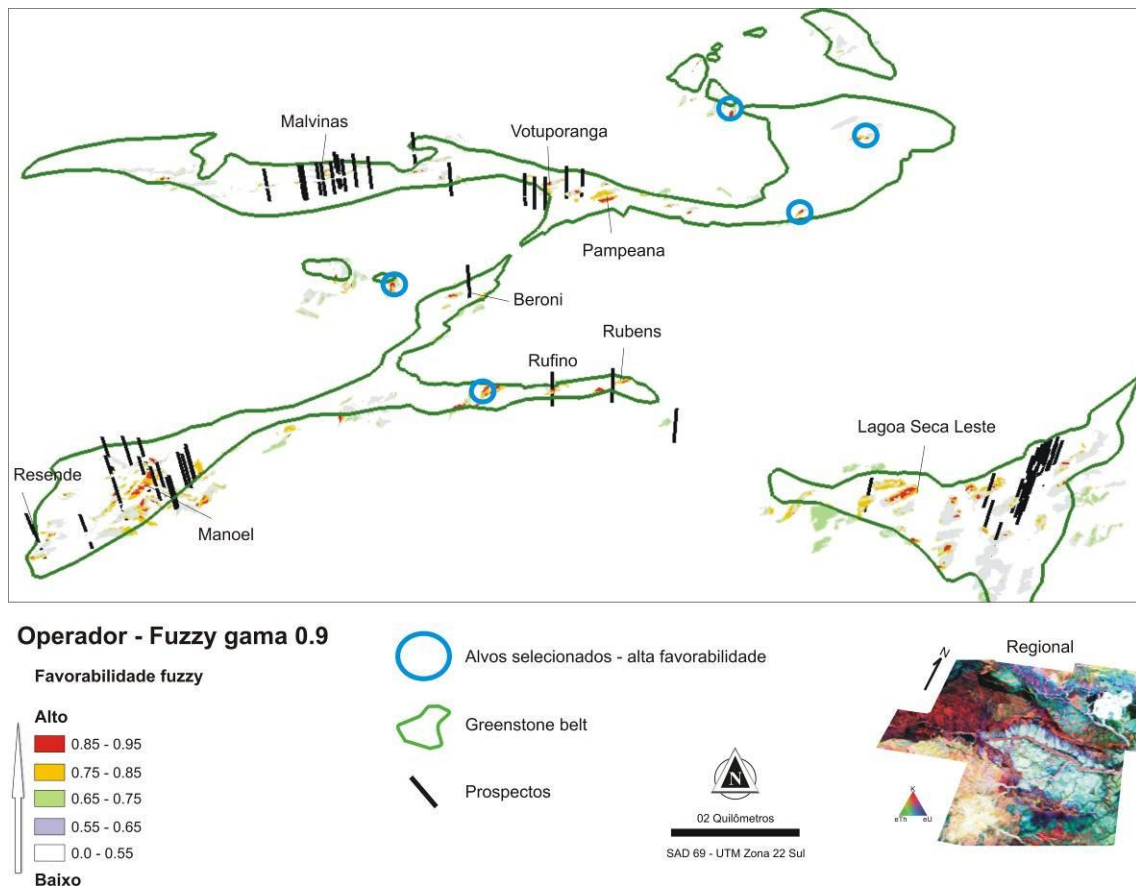 Malvinas
Votuporanga
Pampeana
Beroni
Rubens
Rufino
Lagoa Seca Leste
Resende
Manoel
Operador - Fuzzy gama 0.9
Favorabilidade fuzzy
Alto
0.85 - 0.95
0.75 - 0.85
0.65 - 0.75
0.55 - 0.65
0.0 - 0.55
Baixo
Alvos selecionados - alta favorabilidade
Greenstone belt
Prospectos
N
02 Quilômetros
SAD 69 - UTM Zona 22 Sul
Regional
N
K
eTh eU